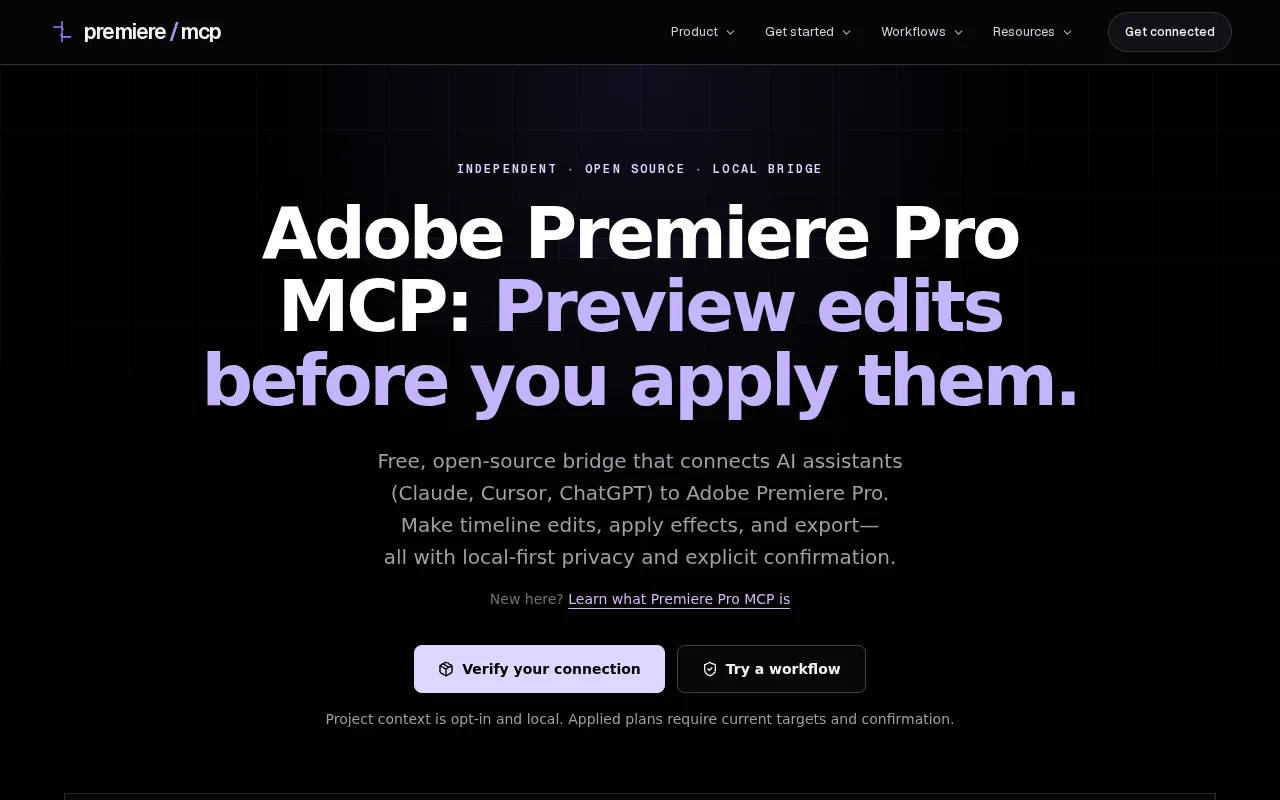 premiere / mcp
Product
Get started
Workflows
Resources
Get connected
INDEPENDENT · OPEN SOURCE · LOCAL BRIDGE
Adobe Premiere Pro
MCP: Preview edits
before you apply them.
Free, open-source bridge that connects AI assistants
(Claude, Cursor, ChatGPT) to Adobe Premiere Pro.
Make timeline edits, apply effects, and export—
all with local-first privacy and explicit confirmation.
New here? Learn what Premiere Pro MCP is
Verify your connection
Try a workflow
Project context is opt-in and local. Applied plans require current targets and confirmation.